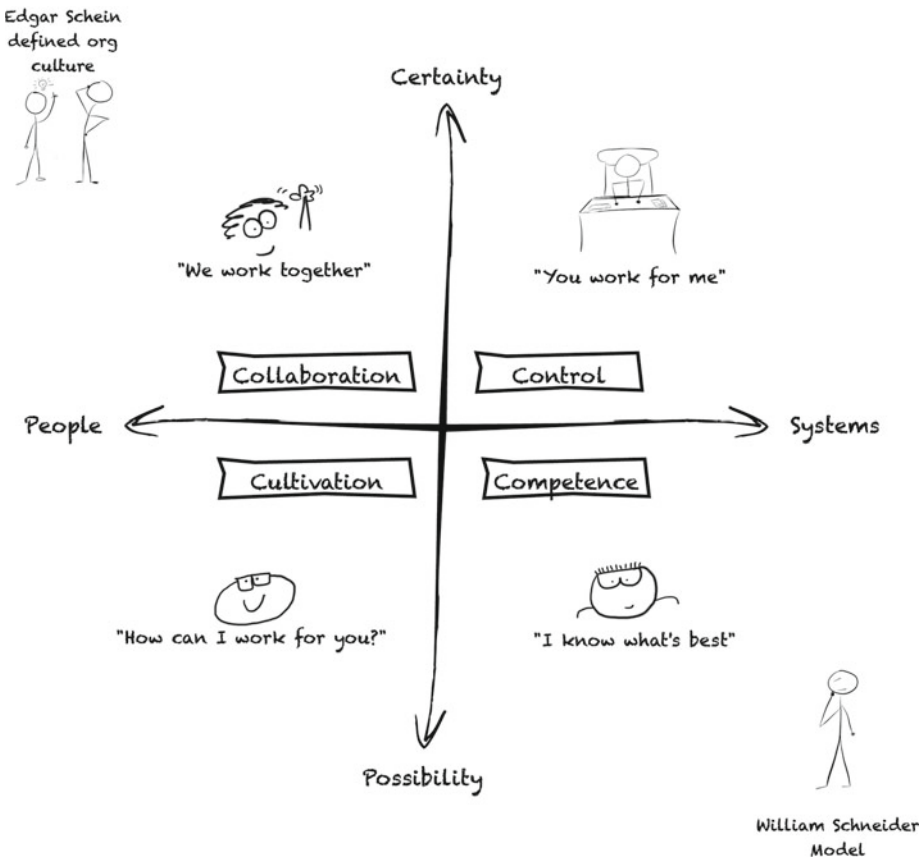 Edgar Schein
defined org
culture
Certainty
"We work together"
"You work for me"
Collaboration
Control
People
Systems
Cultivation
Competence
"How can I work for you?"
"I know what's best"
Possibility
William Schneider
Model